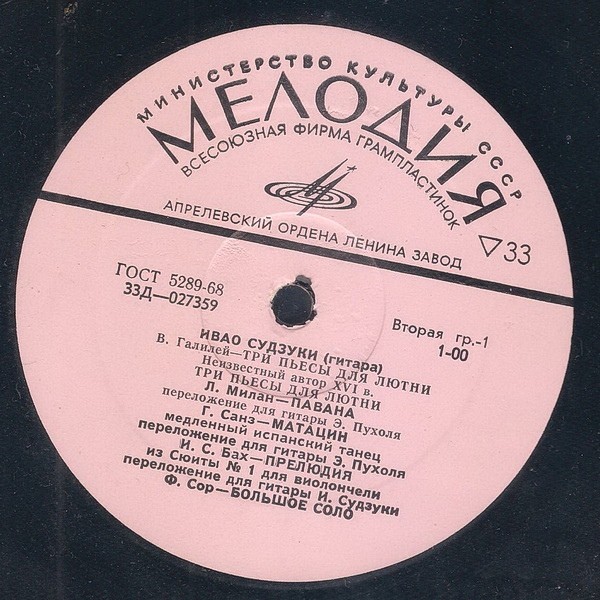 МИНИСТЕРСТВО КУЛЬТУРЫ СССР
МЕЛОДИЯ
ВСЕСОЮЗНАЯ ФИРМА ГРАМПЛАСТИНОК
АПРЕЛЕВСКИЙ ОРДЕНА ЛЕНИНА ЗАВОД
33
ГОСТ 5289-68
33Д—027359
Вторая гр.-1
1-00
ИВАО СУДЗУКИ (гитара)
В. Галилей—ТРИ ПЬЕСЫ ДЛЯ ЛЮТНИ
Неизвестный автор XVI в.
ТРИ ПЬЕСЫ ДЛЯ ЛЮТНИ
Л. Милан—ПАВАНА
переложение для гитары Э. Пухоля
Г. Санз—МАТАЦИН
медленный испанский танец
переложение для гитары Э. Пухоля
И. С. Бах—ПРЕЛЮДИЯ
из Сюиты № 1 для виолончели
переложение для гитары И. Судзуки
Ф. Сор—БОЛЬШОЕ СОЛО